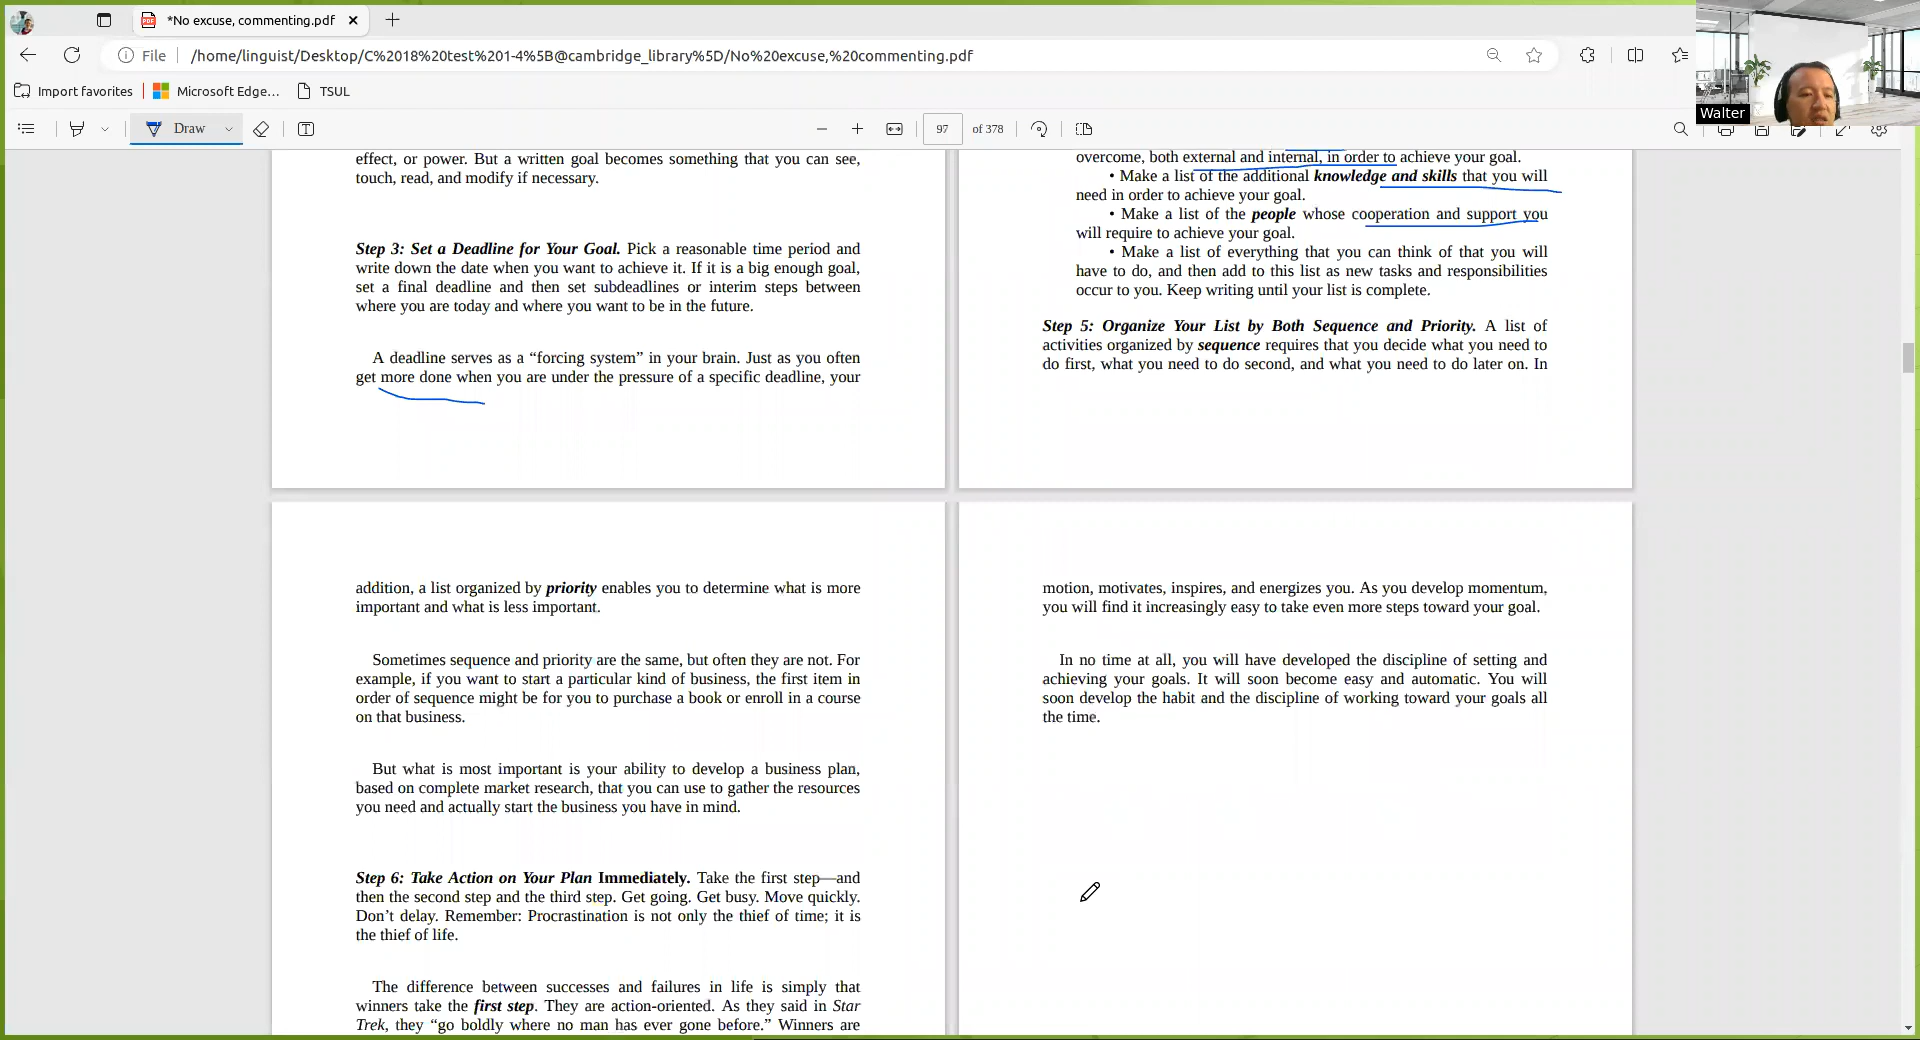 *No excuse, commenting.pdf
File
/home/linguist/Desktop/C%2018%20test%201-4%5B@cambridge_library%5D/No%20excuse,%20commenting.pdf
Import favorites
Microsoft Edge...
TSUL
Walter
Draw
97
of 378
effect, or power. But a written goal becomes something that you can see,
touch, read, and modify if necessary.
Step 3: Set a Deadline for Your Goal. Pick a reasonable time period and
write down the date when you want to achieve it. If it is a big enough goal,
set a final deadline and then set subdeadlines or interim steps between
where you are today and where you want to be in the future.
A deadline serves as a “forcing system” in your brain. Just as you often
get more done when you are under the pressure of a specific deadline, your
overcome, both external and internal, in order to achieve your goal.
• Make a list of the additional knowledge and skills that you will
need in order to achieve your goal.
• Make a list of the people whose cooperation and support you
will require to achieve your goal.
• Make a list of everything that you can think of that you will
have to do, and then add to this list as new tasks and responsibilities
occur to you. Keep writing until your list is complete.
Step 5: Organize Your List by Both Sequence and Priority. A list of
activities organized by sequence requires that you decide what you need to
do first, what you need to do second, and what you need to do later on. In
addition, a list organized by priority enables you to determine what is more
important and what is less important.
Sometimes sequence and priority are the same, but often they are not. For
example, if you want to start a particular kind of business, the first item in
order of sequence might be for you to purchase a book or enroll in a course
on that business.
But what is most important is your ability to develop a business plan,
based on complete market research, that you can use to gather the resources
you need and actually start the business you have in mind.
Step 6: Take Action on Your Plan Immediately. Take the first step—and
then the second step and the third step. Get going. Get busy. Move quickly.
Don’t delay. Remember: Procrastination is not only the thief of time; it is
the thief of life.
The difference between successes and failures in life is simply that
winners take the first step. They are action-oriented. As they said in Star
Trek, they “go boldly where no man has ever gone before.” Winners are
motion, motivates, inspires, and energizes you. As you develop momentum,
you will find it increasingly easy to take even more steps toward your goal.
In no time at all, you will have developed the discipline of setting and
achieving your goals. It will soon become easy and automatic. You will
soon develop the habit and the discipline of working toward your goals all
the time.